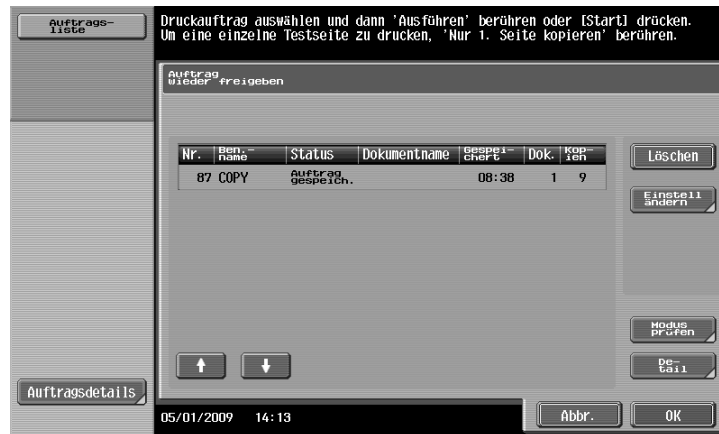 Auftrags-
liste
Druckauftrag auswählen und dann 'Ausführen' berühren oder [Start] drücken.
Um eine einzelne Testseite zu drucken, 'Nur 1. Seite kopieren' berühren.
Auftrag
wieder freigeben
Nr. Ben.-name Status Dokumentname Gespei-chert Dok. Kop-ien
87 COPY Auftrag gespeich. 08:38 1 9
Löschen
Einstell
ändern
Modus
prüfen
De-
tail
Auftragsdetails
05/01/2009 14:13
Abbr.
OK